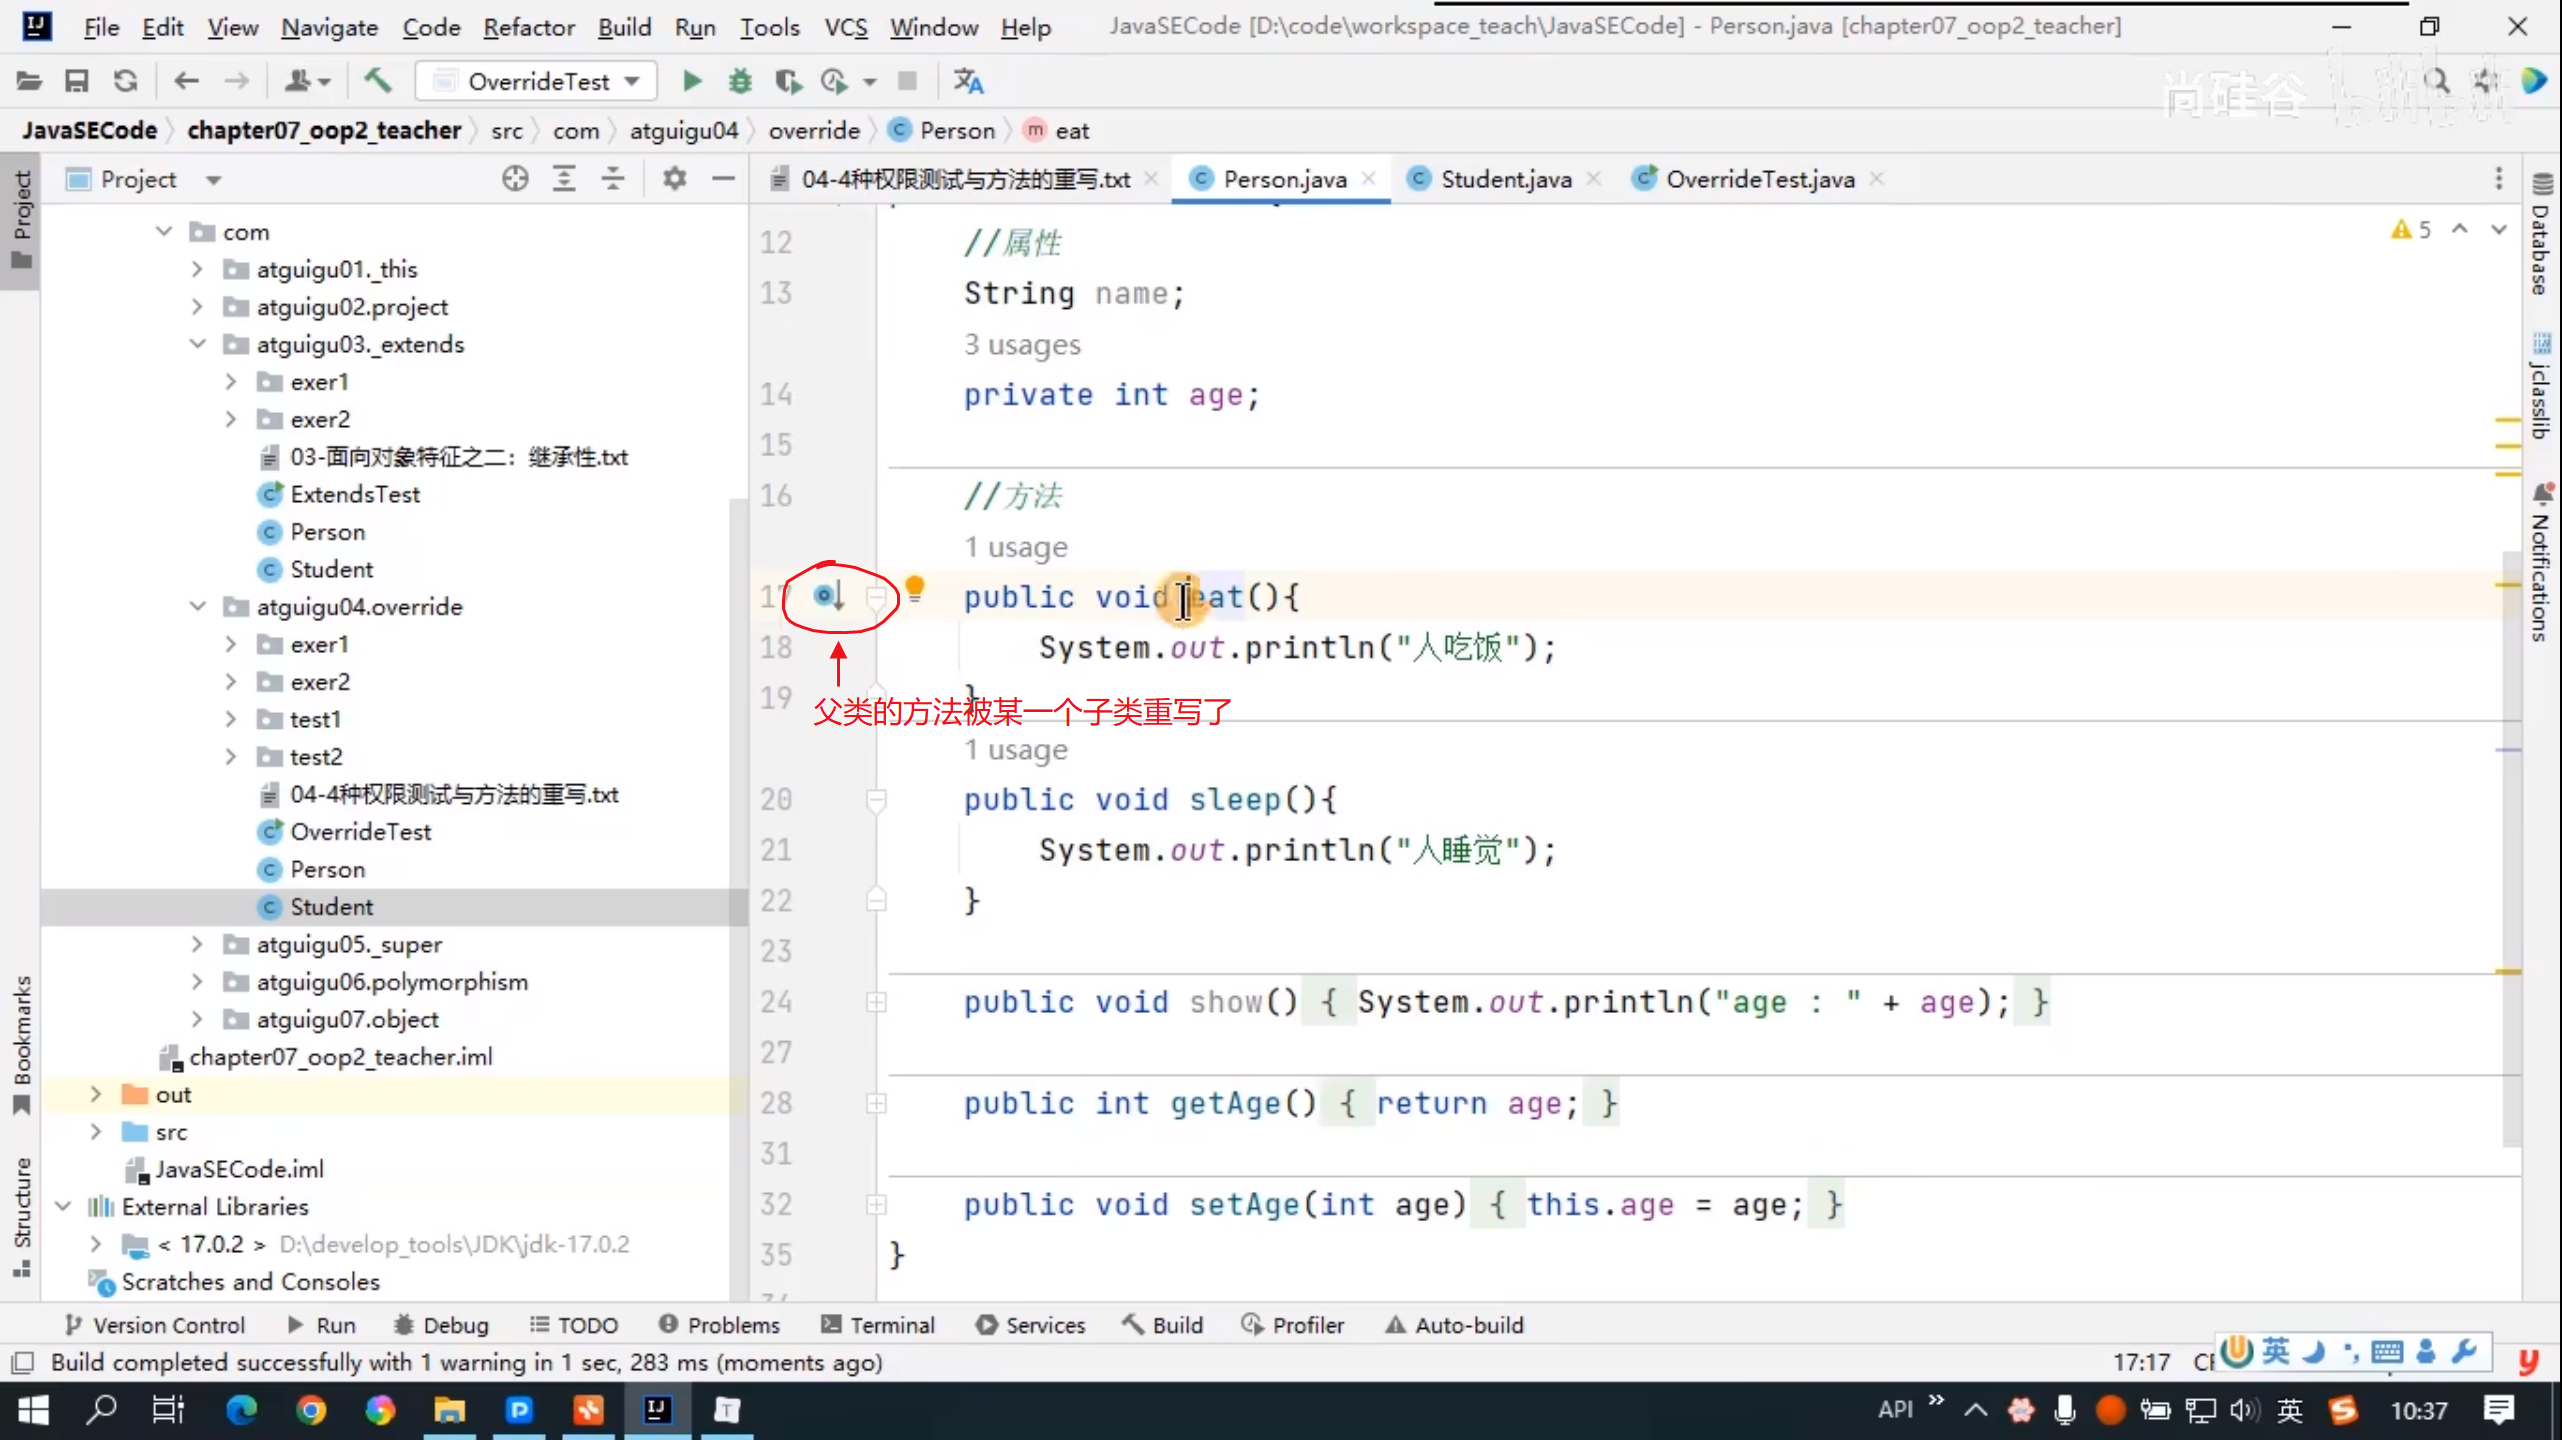 File Edit View Navigate Code Refactor Build Run Tools VCS Window Help JavaSECode [D:\code\workspace_teach\JavaSECode] - Person.java [chapter07_oop2_teacher]
OverrideTest
尚硅谷
JavaSECode chapter07_oop2_teacher src com atguigu04 override Person eat
Project
04-4种权限测试与方法的重写.txt Person.java Student.java OverrideTest.java
com
atguigu01._this
atguigu02.project
atguigu03._extends
exer1
exer2
03-面向对象特征之二：继承性.txt
ExtendsTest
Person
Student
atguigu04.override
exer1
exer2
test1
test2
04-4种权限测试与方法的重写.txt
OverrideTest
Person
Student
atguigu05._super
atguigu06.polymorphism
atguigu07.object
chapter07_oop2_teacher.iml
out
src
JavaSECode.iml
External Libraries
< 17.0.2 > D:\develop_tools\JDK\jdk-17.0.2
Scratches and Consoles
Project
Bookmarks
Structure
5
12 //属性
13 String name;
3 usages
14 private int age;
15
16 //方法
1 usage
17 public void eat(){
18 System.out.println("人吃饭");
19 }
父类的方法被某一个子类重写了
1 usage
20 public void sleep(){
21 System.out.println("人睡觉");
22 }
23
24 public void show() { System.out.println("age : " + age); }
27
28 public int getAge() { return age; }
31
32 public void setAge(int age) { this.age = age; }
35 }
Database
jclasslib
Notifications
Version Control Run Debug TODO Problems Terminal Services Build Profiler Auto-build
Build completed successfully with 1 warning in 1 sec, 283 ms (moments ago) 17:17
英
API 英 10:37